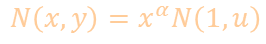 N(x, y) = x^α N(1, u)